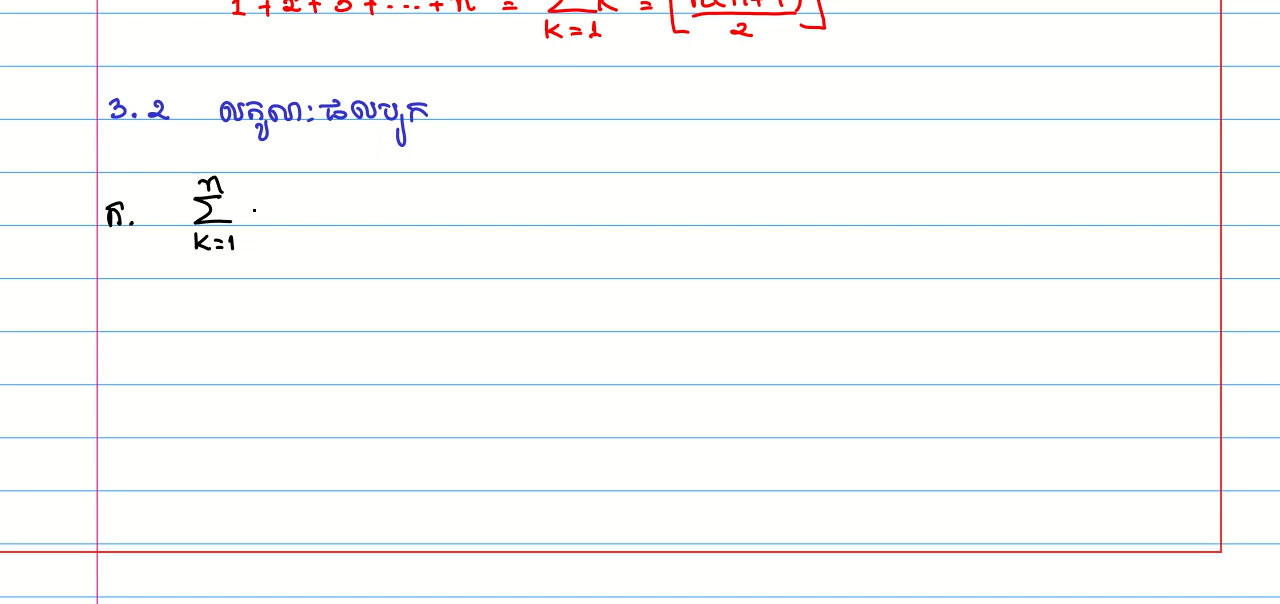 1 + 2 + 3 + ... + n = ∑ k = [n(n+1)/2]
k=1
3.2 លក្ខណៈផលបូក
ក. ∑
n
k=1